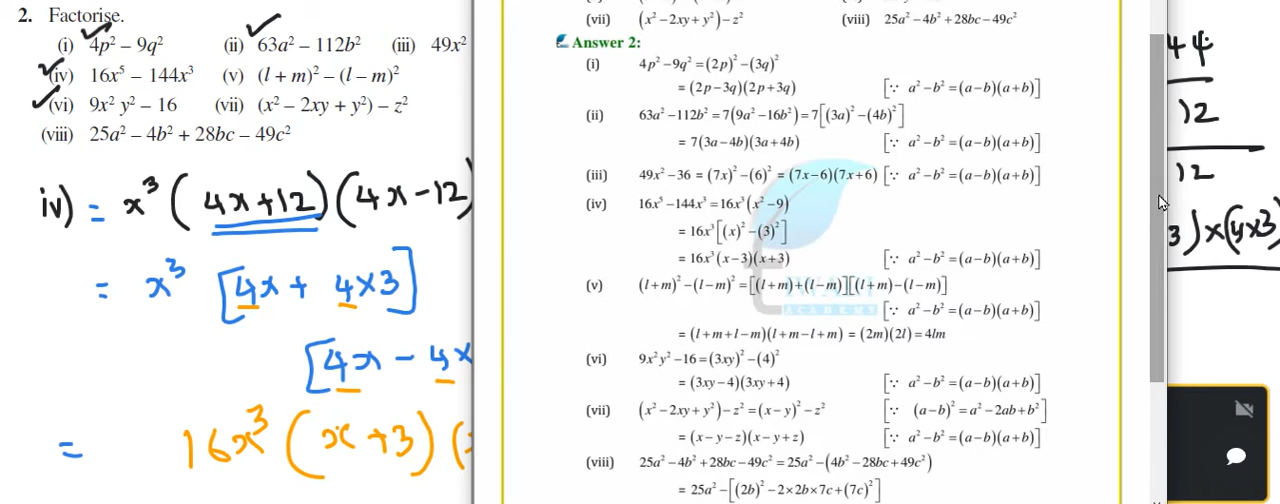 2. Factorise.
(i) 4p² – 9q² (ii) 63a² – 112b² (iii) 49x²
(iv) 16x⁵ – 144x³ (v) (l + m)² – (l – m)²
(vi) 9x² y² – 16 (vii) (x² – 2xy + y²) – z²
(viii) 25a² – 4b² + 28bc – 49c²
iv) = x³ (4x+12) (4x-12)
= x³ [4x + 4x3]
[4x - 4x
= 16x³ (x+3) (
(vii) (x² – 2xy + y²) – z² (viii) 25a² – 4b² + 28bc – 49c²
Answer 2:
(i) 4p² – 9q² = (2p)² – (3q)²
= (2p – 3q)(2p + 3q) [∵ a² – b² = (a – b)(a + b)]
(ii) 63a² – 112b² = 7(9a² – 16b²) = 7[(3a)² – (4b)²]
= 7(3a – 4b)(3a + 4b) [∵ a² – b² = (a – b)(a + b)]
(iii) 49x² – 36 = (7x)² – (6)² = (7x – 6)(7x + 6) [∵ a² – b² = (a – b)(a + b)]
(iv) 16x⁵ – 144x³ = 16x³(x² – 9)
= 16x³[(x)² – (3)²]
= 16x³(x – 3)(x + 3) [∵ a² – b² = (a – b)(a + b)]
(v) (l + m)² – (l – m)² = [(l + m) + (l – m)][(l + m) – (l – m)]
[∵ a² – b² = (a – b)(a + b)]
= (l + m + l – m)(l + m – l + m) = (2m)(2l) = 4lm
(vi) 9x²y² – 16 = (3xy)² – (4)²
= (3xy – 4)(3xy + 4) [∵ a² – b² = (a – b)(a + b)]
(vii) (x² – 2xy + y²) – z² = (x – y)² – z² [∵ (a – b)² = a² – 2ab + b²]
= (x – y – z)(x – y + z) [∵ a² – b² = (a – b)(a + b)]
(viii) 25a² – 4b² + 28bc – 49c² = 25a² – (4b² – 28bc + 49c²)
= 25a² – [(2b)² – 2 × 2b × 7c + (7c)²]
ACADEMY
44
12
12
3)x(4x3)